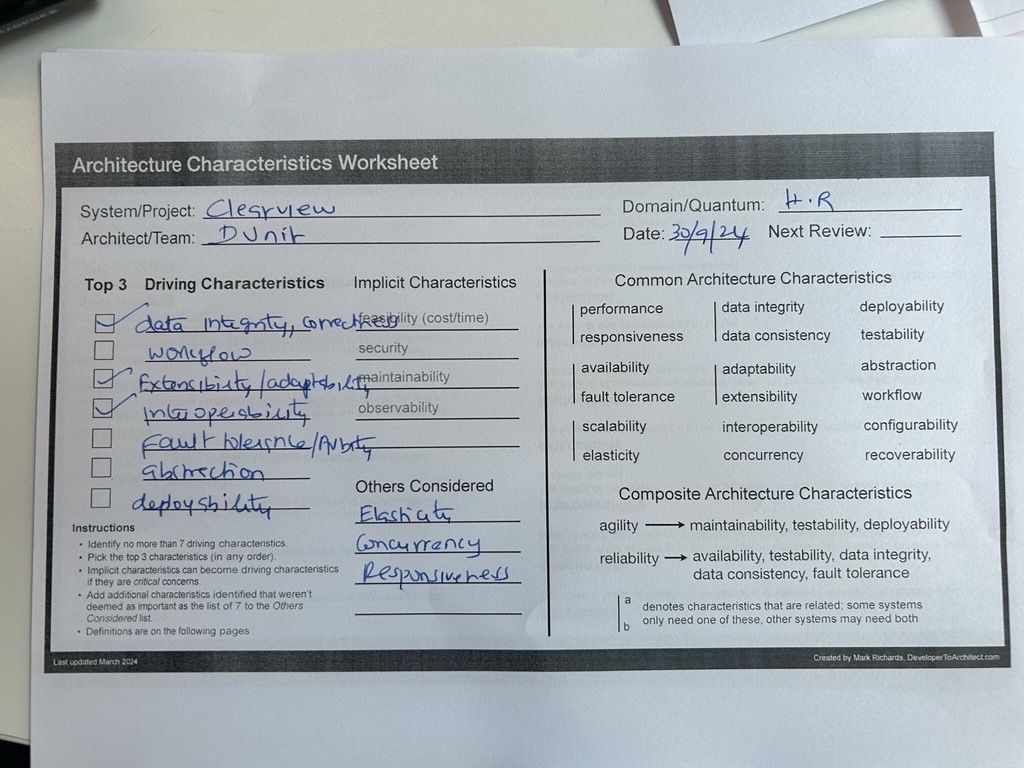 Architecture Characteristics Worksheet
System/Project: Clearview
Domain/Quantum: H.R
Architect/Team: DUnit
Date: 30/9/24 Next Review:
Top 3 Driving Characteristics
data integrity, correctness
workflow
Extensibility/adaptability
Interoperability
fault tolerance/Avbity
abstraction
deployability
Instructions
• Identify no more than 7 driving characteristics.
• Pick the top 3 characteristics (in any order).
• Implicit characteristics can become driving characteristics
if they are critical concerns.
• Add additional characteristics identified that weren't
deemed as important as the list of 7 to the Others
Considered list.
• Definitions are on the following pages
Implicit Characteristics
feasibility (cost/time)
security
maintainability
observability
Others Considered
Elasticity
Concurrency
Responsiveness
Common Architecture Characteristics
performance data integrity deployability
responsiveness data consistency testability
availability adaptability abstraction
fault tolerance extensibility workflow
scalability interoperability configurability
elasticity concurrency recoverability
Composite Architecture Characteristics
agility → maintainability, testability, deployability
reliability → availability, testability, data integrity,
data consistency, fault tolerance
a denotes characteristics that are related; some systems
b only need one of these, other systems may need both
Last updated March 2024
Created by Mark Richards, DeveloperToArchitect.com